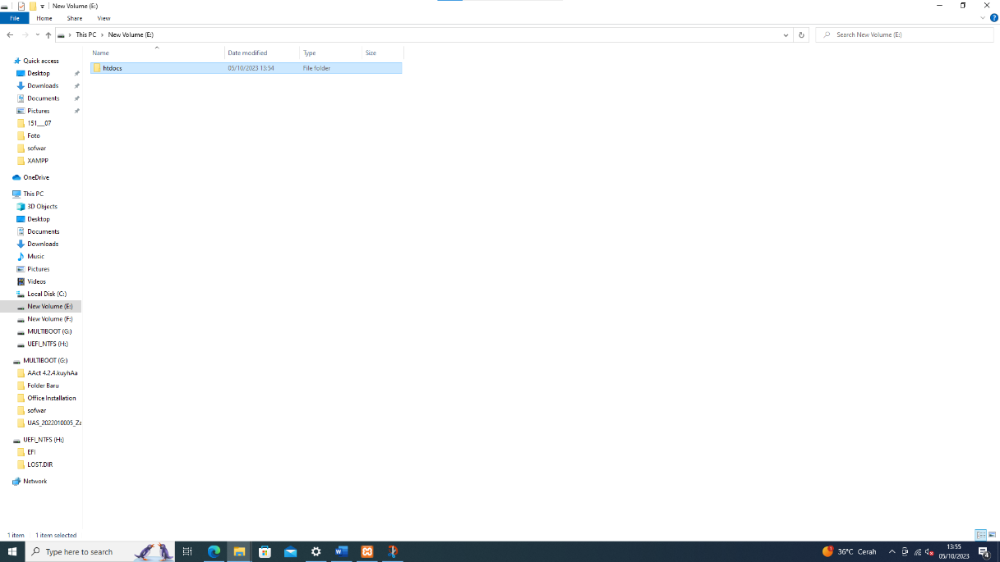 New Volume (E:)
File Home Share View
This PC New Volume (E:) Search New Volume (E:)
Name Date modified Type Size
htdocs 05/10/2023 13:54 File folder
Quick access
Desktop
Downloads
Documents
Pictures
151___07
Foto
sofwar
XAMPP
OneDrive
This PC
3D Objects
Desktop
Documents
Downloads
Music
Pictures
Videos
Local Disk (C:)
New Volume (E:)
New Volume (F:)
MULTIBOOT (G:)
UEFI_NTFS (H:)
MULTIBOOT (G:)
AAct 4.2.4.kuyhAa
Folder Baru
Office Installation
sofwar
UAS_2022010005_Za
UEFI_NTFS (H:)
EFI
LOST.DIR
Network
1 item 1 item selected
Type here to search
36°C Cerah
13:55
05/10/2023
4